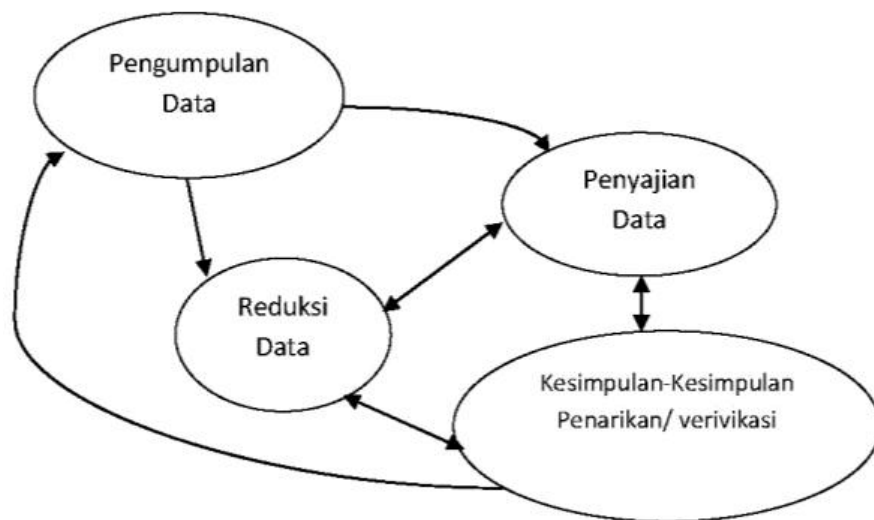 Pengumpulan
Data
Penyajian
Data
Reduksi
Data
Kesimpulan-Kesimpulan
Penarikan/ verivikasi